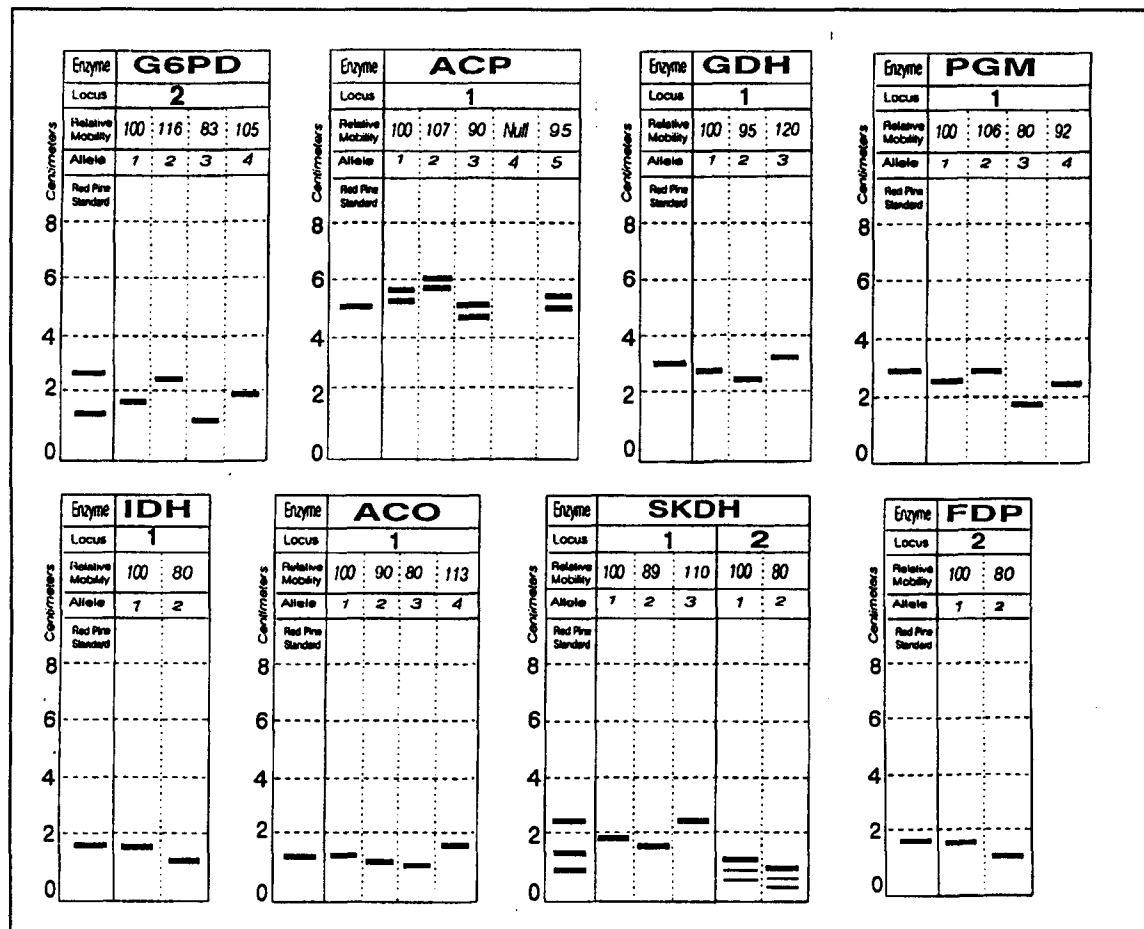 Enzyme G6PD
Locus 2
Relative Mobility 100 116 83 105
Allele 1 2 3 4
Red Pine Standard
Centimeters
8
6
4
2
0
Enzyme ACP
Locus 1
Relative Mobility 100 107 90 Null 95
Allele 1 2 3 4 5
Red Pine Standard
Centimeters
8
6
4
2
0
Enzyme GDH
Locus 1
Relative Mobility 100 95 120
Allele 1 2 3
Red Pine Standard
Centimeters
8
6
4
2
0
Enzyme PGM
Locus 1
Relative Mobility 100 106 80 92
Allele 1 2 3 4
Red Pine Standard
Centimeters
8
6
4
2
0
Enzyme IDH
Locus 1
Relative Mobility 100 80
Allele 1 2
Red Pine Standard
Centimeters
8
6
4
2
0
Enzyme ACO
Locus 1
Relative Mobility 100 90 80 113
Allele 1 2 3 4
Red Pine Standard
Centimeters
8
6
4
2
0
Enzyme SKDH
Locus 1 2
Relative Mobility 100 89 110 100 80
Allele 1 2 3 1 2
Red Pine Standard
Centimeters
8
6
4
2
0
Enzyme FDP
Locus 2
Relative Mobility 100 80
Allele 1 2
Red Pine Standard
Centimeters
8
6
4
2
0